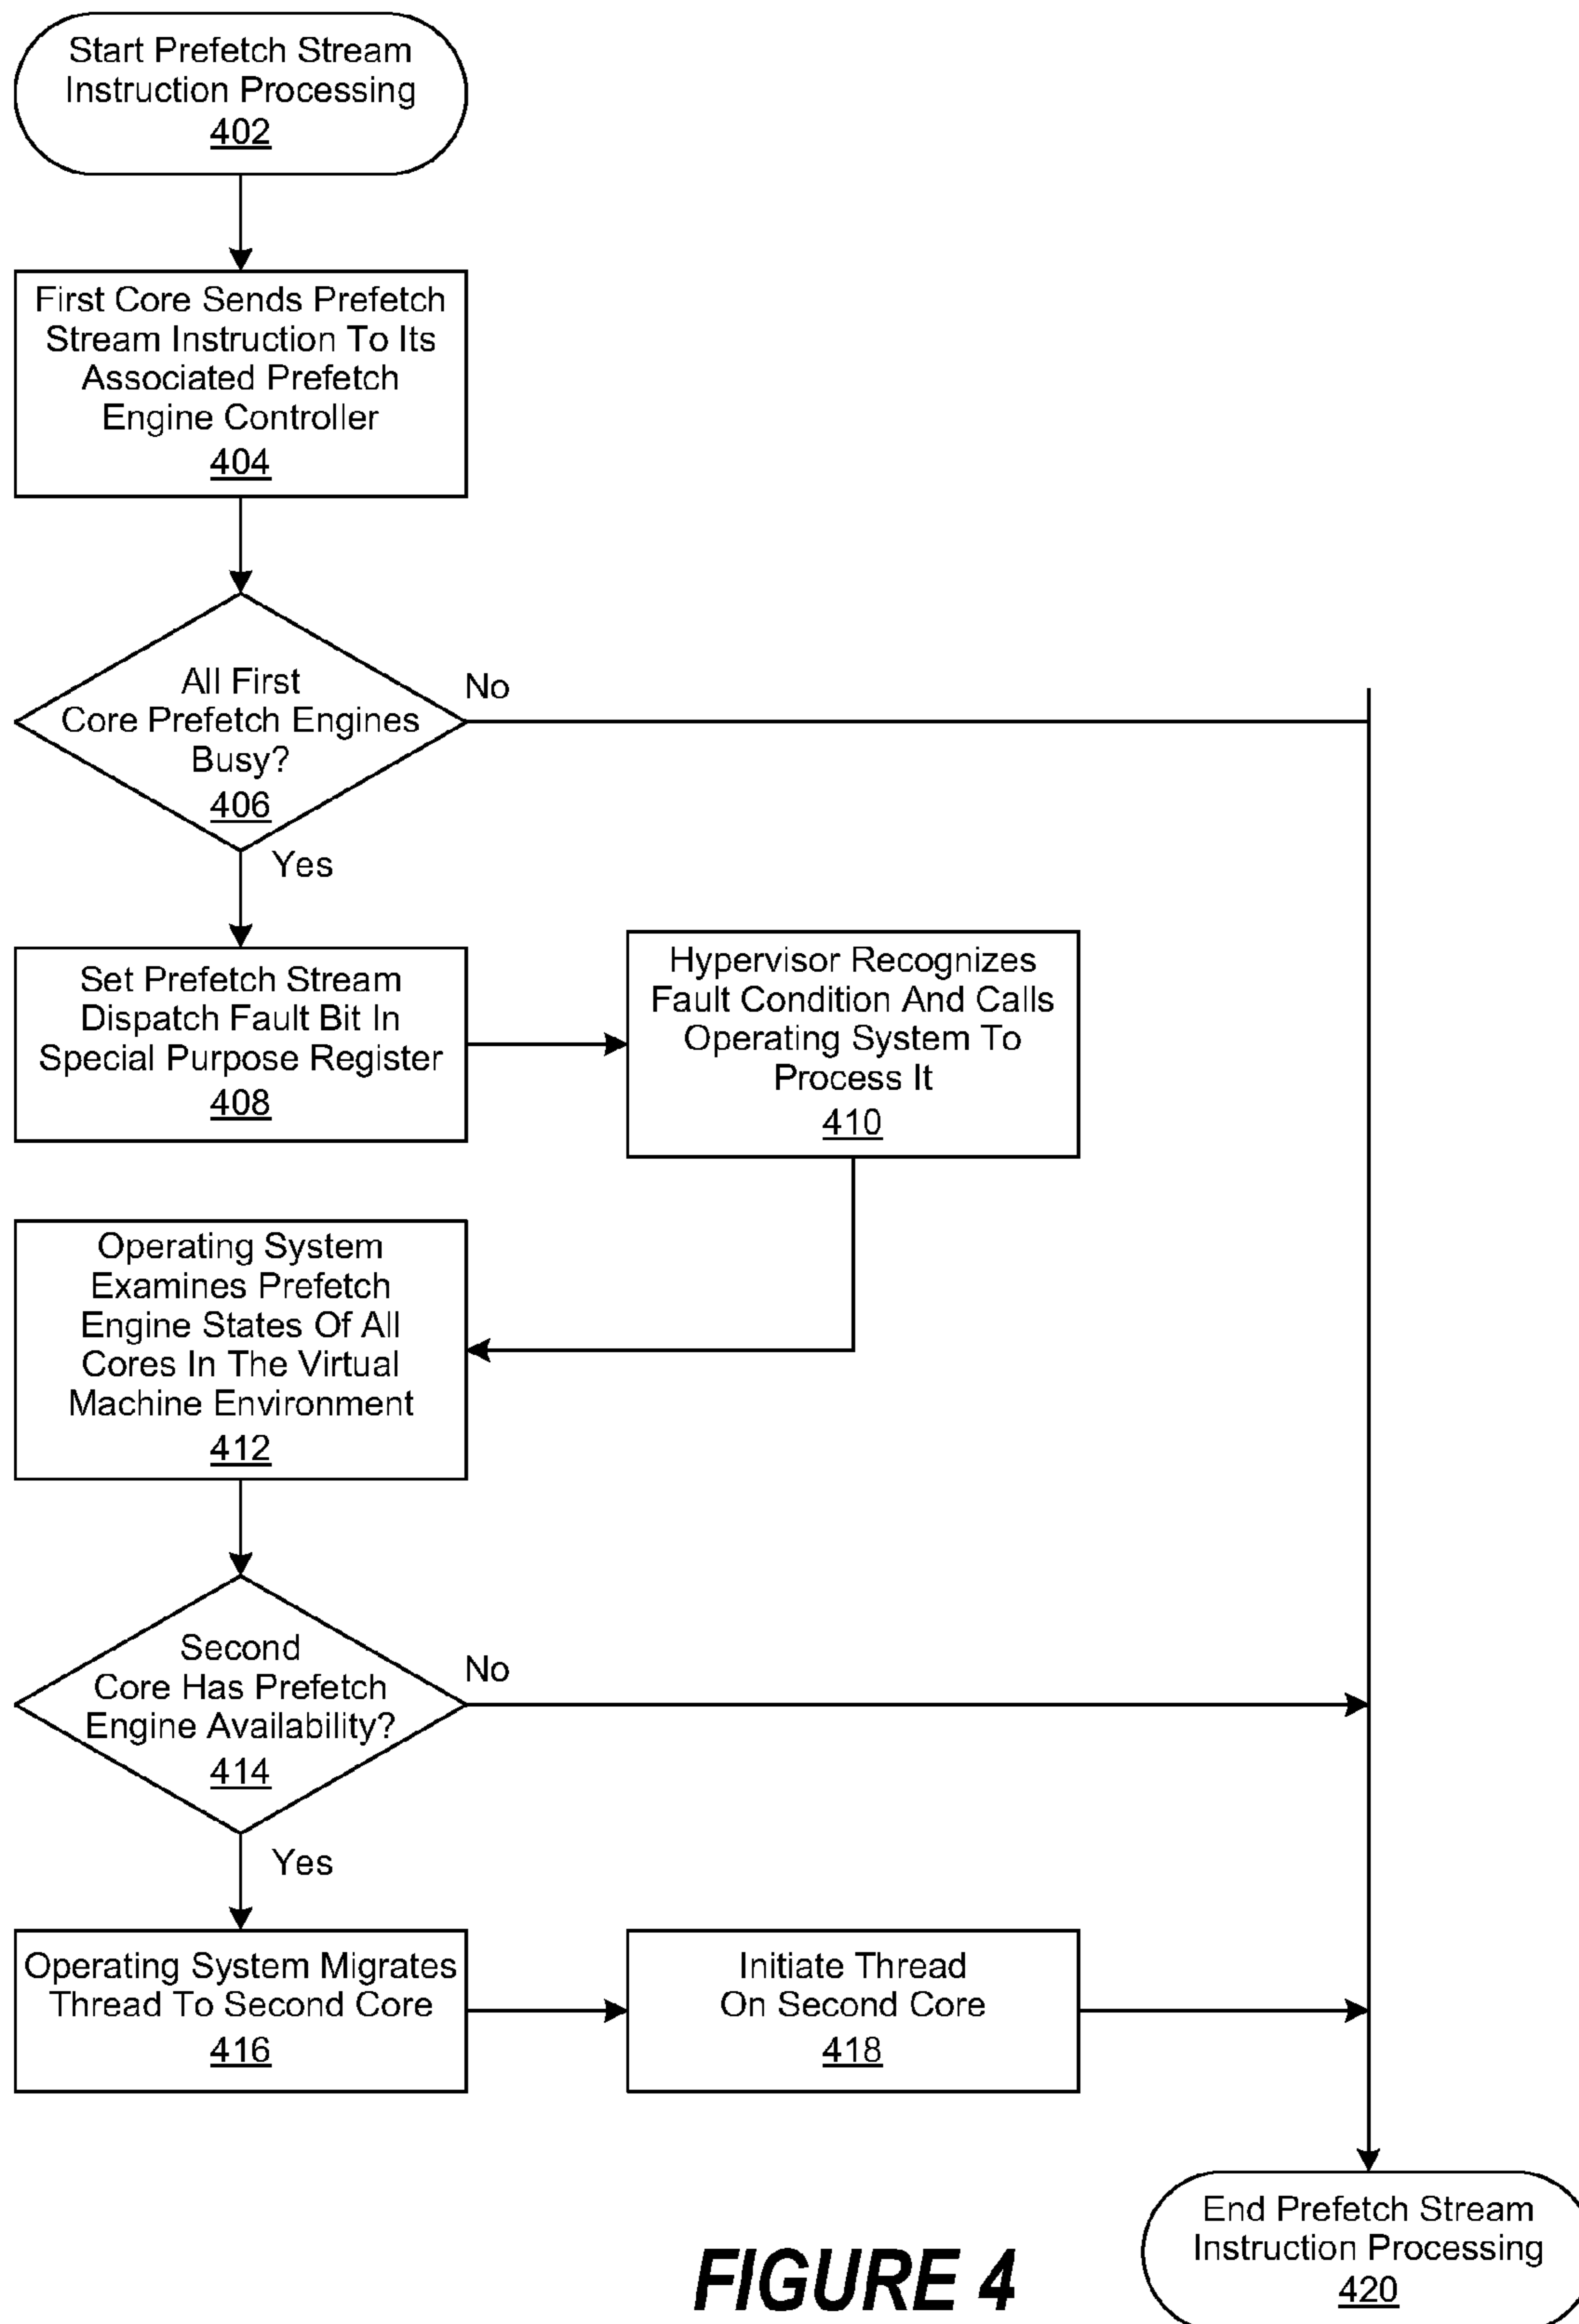 Start Prefetch Stream
Instruction Processing
402
First Core Sends Prefetch
Stream Instruction To Its
Associated Prefetch
Engine Controller
404
All First
Core Prefetch Engines
Busy?
406
No
Yes
Set Prefetch Stream
Dispatch Fault Bit In
Special Purpose Register
408
Hypervisor Recognizes
Fault Condition And Calls
Operating System To
Process It
410
Operating System
Examines Prefetch
Engine States Of All
Cores In The Virtual
Machine Environment
412
Second
Core Has Prefetch
Engine Availability?
414
No
Yes
Operating System Migrates
Thread To Second Core
416
Initiate Thread
On Second Core
418
End Prefetch Stream
Instruction Processing
420
FIGURE 4